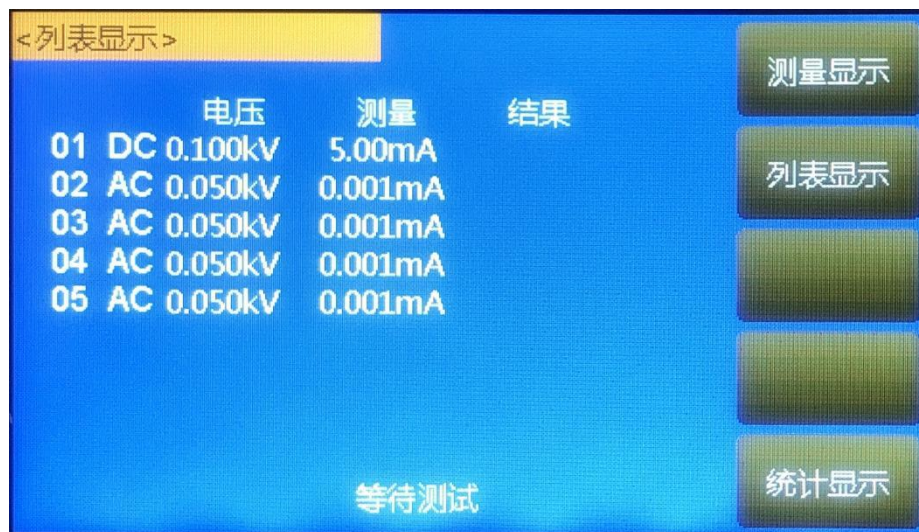 <列表显示>
电压 测量 结果
01 DC 0.100kV 5.00mA
02 AC 0.050kV 0.001mA
03 AC 0.050kV 0.001mA
04 AC 0.050kV 0.001mA
05 AC 0.050kV 0.001mA
等待测试
测量显示
列表显示
统计显示